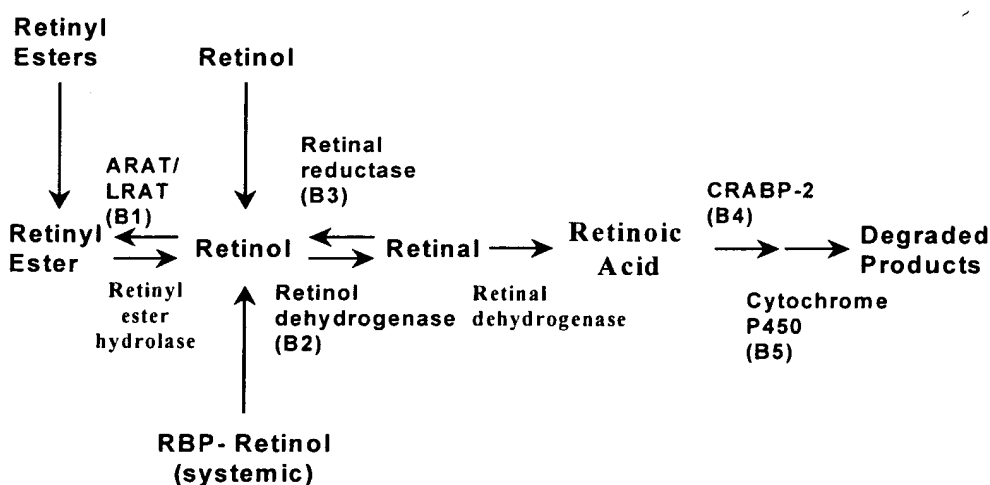 Retinyl
Esters
Retinol
ARAT/
LRAT
(B1)
Retinal
reductase
(B3)
CRABP-2
(B4)
Retinyl
Ester
Retinol
Retinal
Retinoic
Acid
Degraded
Products
Retinyl
ester
hydrolase
Retinol
dehydrogenase
(B2)
Retinal
dehydrogenase
Cytochrome
P450
(B5)
RBP- Retinol
(systemic)